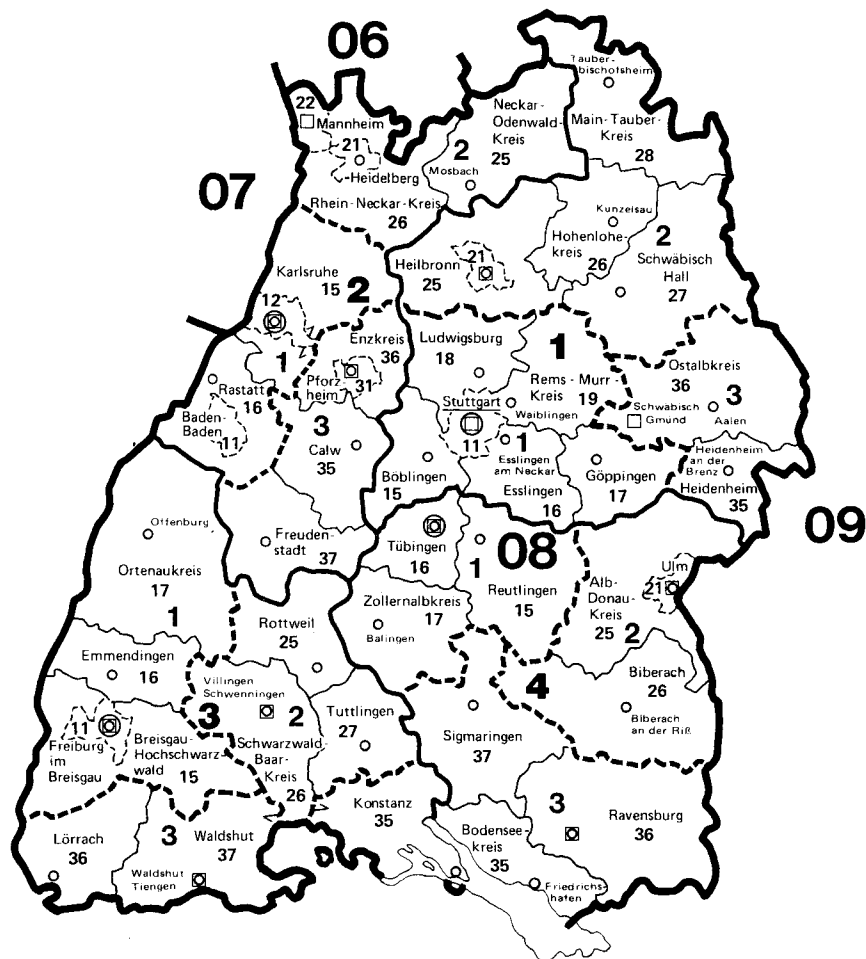 06
Tauber-
bischofsheim
22
Mannheim
Neckar-
Odenwald-
Kreis
25
Main-Tauber-
Kreis
28
21
Heidelberg
2
Mosbach
07
Rhein-Neckar-Kreis
26
Kunzelsau
Hohenlohe-
kreis
26
2
Schwäbisch
Hall
27
Karlsruhe
15
2
Heilbronn
25
21
12
Enzkreis
36
Ludwigsburg
18
1
Ostalbkreis
36
3
1
Rastatt
16
Pforz-
heim
31
Rems-Murr-
Kreis
19
Waiblingen
Schwäbisch
Gmünd
Aalen
Baden-
Baden
11
3
Calw
35
Stuttgart
11
1
Esslingen
am Neckar
Heidenheim
an der
Brenz
Böblingen
15
Esslingen
16
Göppingen
17
Heidenheim
35
09
Offenburg
Freuden-
stadt
37
Tübingen
16
08
1
Reutlingen
15
Ulm
21
Alb-
Donau-
Kreis
25
2
Ortenaukreis
17
1
Zollernalbkreis
17
Balingen
Rottweil
25
Emmendingen
16
4
Biberach
26
Biberach
an der Riß
Villingen
Schwenningen
3
2
Schwarzwald-
Baar-
Kreis
26
Tuttlingen
27
Sigmaringen
37
11
Freiburg
im
Breisgau
Breisgau-
Hochschwarz-
wald
15
Konstanz
35
3
Ravensburg
36
Lörrach
36
3
Waldshut
37
Waldshut
Tiengen
Bodensee-
kreis
35
Friedrichs-
hafen